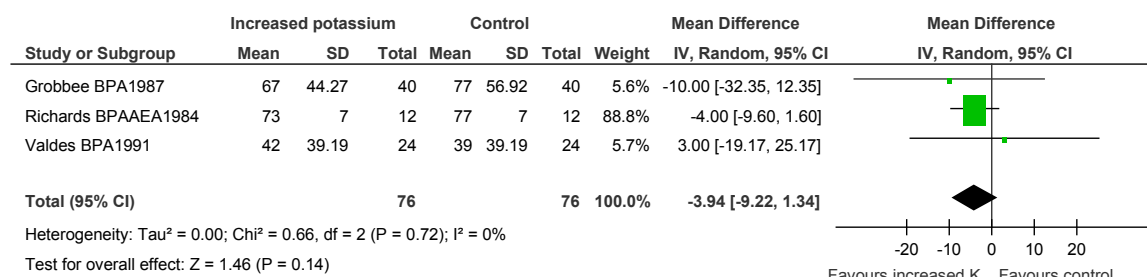 Increased potassium Control Mean Difference Mean Difference
Study or Subgroup Mean SD Total Mean SD Total Weight IV, Random, 95% CI IV, Random, 95% CI
Grobbee BPA1987 67 44.27 40 77 56.92 40 5.6% -10.00 [-32.35, 12.35]
Richards BPAAEA1984 73 7 12 77 7 12 88.8% -4.00 [-9.60, 1.60]
Valdes BPA1991 42 39.19 24 39 39.19 24 5.7% 3.00 [-19.17, 25.17]
Total (95% CI) 76 76 100.0% -3.94 [-9.22, 1.34]
Heterogeneity: Tau² = 0.00; Chi² = 0.66, df = 2 (P = 0.72); I² = 0%
Test for overall effect: Z = 1.46 (P = 0.14)
-20 -10 0 10 20
Favours increased K Favours control